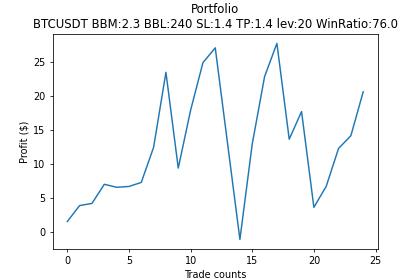 Portfolio
BTCUSDT BBM:2.3 BBL:240 SL:1.4 TP:1.4 lev:20 WinRatio:76.0
25
20
15
10
5
0
Profit ($)
0 5 10 15 20 25
Trade counts